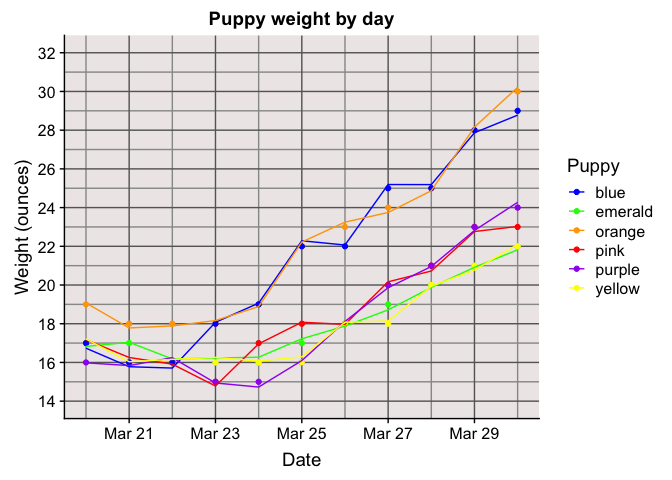 Puppy weight by day
Weight (ounces)
32
30
28
26
24
22
20
18
16
14
Mar 21 Mar 23 Mar 25 Mar 27 Mar 29
Date
Puppy
blue
emerald
orange
pink
purple
yellow